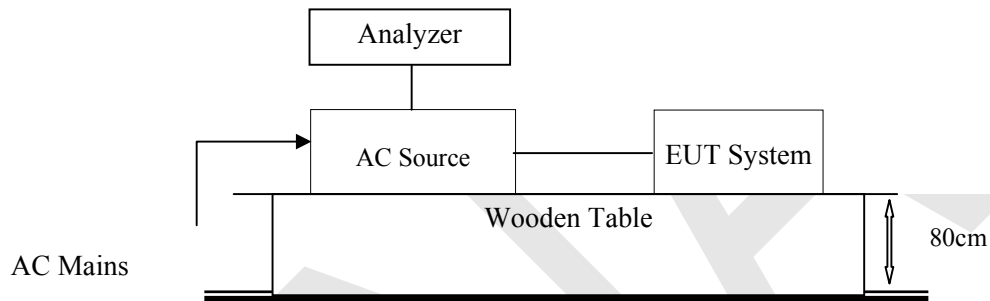 Analyzer
AC Source
EUT System
Wooden Table
80cm
AC Mains